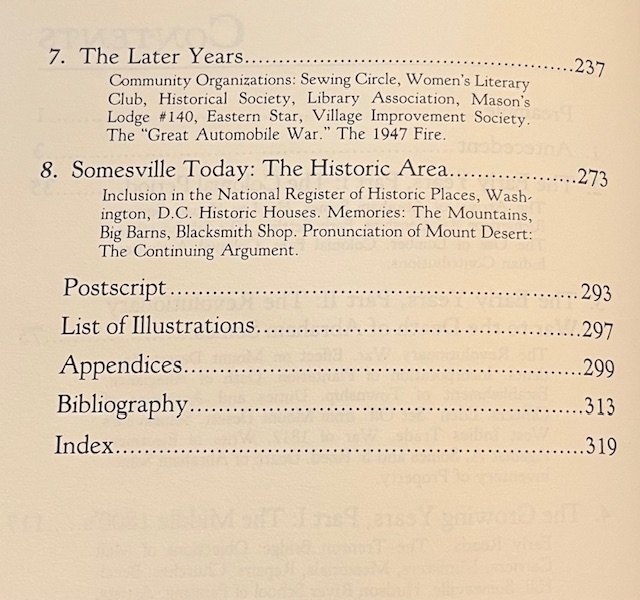 7. The Later Years..............................................237
Community Organizations: Sewing Circle, Women's Literary
Club, Historical Society, Library Association, Mason's
Lodge #140, Eastern Star, Village Improvement Society.
The "Great Automobile War." The 1947 Fire.
8. Somesville Today: The Historic Area.................273
Inclusion in the National Register of Historic Places, Wash-
ington, D.C. Historic Houses. Memories: The Mountains,
Big Barns, Blacksmith Shop. Pronunciation of Mount Desert:
The Continuing Argument.
Postscript.........................................................293
List of Illustrations.............................................297
Appendices.......................................................299
Bibliography......................................................313
Index................................................................319